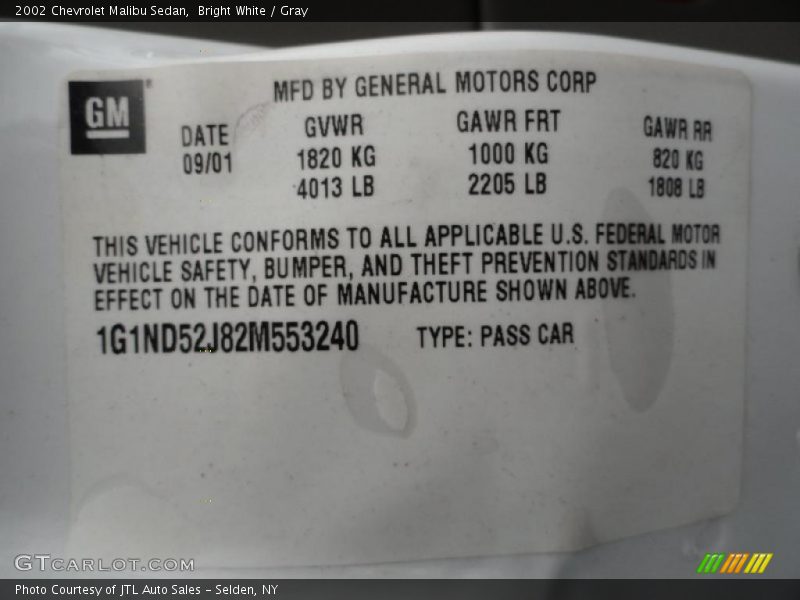 2002 Chevrolet Malibu Sedan, Bright White / Gray
MFD BY GENERAL MOTORS CORP
GM
DATE GVWR GAWR FRT GAWR RR
09/01 1820 KG 1000 KG 820 KG
4013 LB 2205 LB 1808 LB
THIS VEHICLE CONFORMS TO ALL APPLICABLE U.S. FEDERAL MOTOR
VEHICLE SAFETY, BUMPER, AND THEFT PREVENTION STANDARDS IN
EFFECT ON THE DATE OF MANUFACTURE SHOWN ABOVE.
1G1ND52J82M553240 TYPE: PASS CAR
GTcarlot.com
Photo Courtesy of JTL Auto Sales – Selden, NY